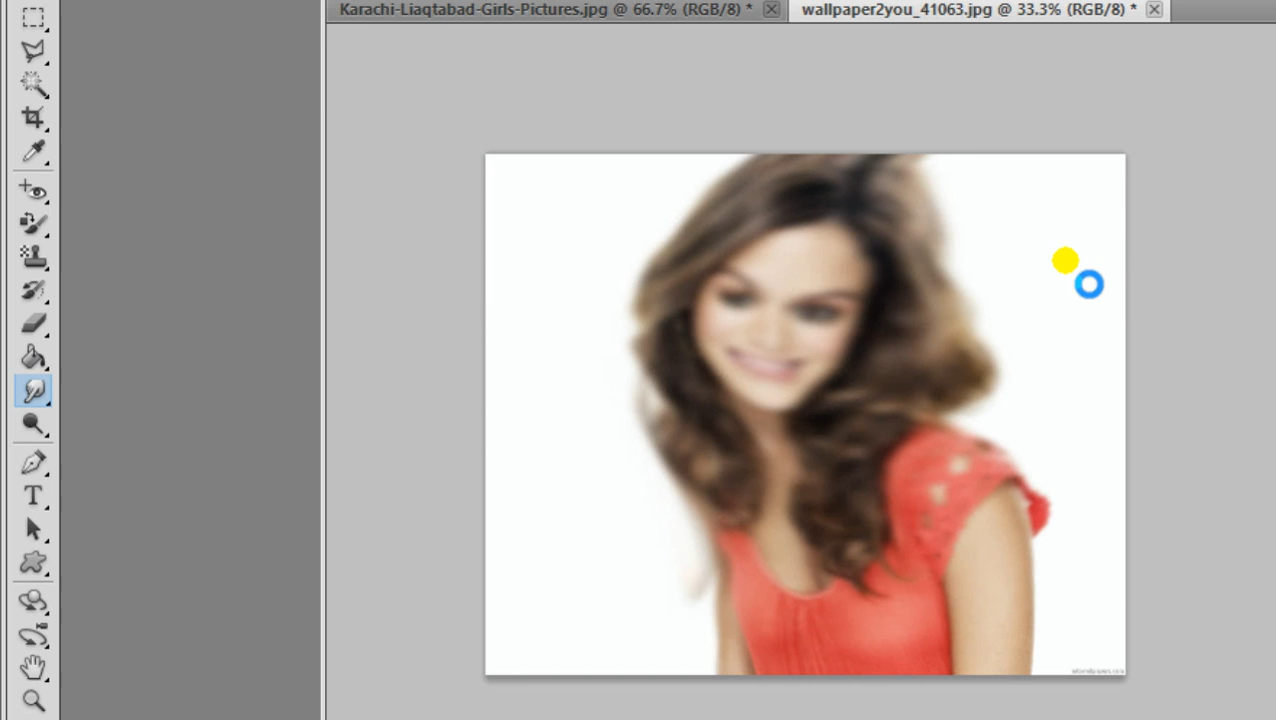 Karachi-Liaqtabad-Girls-Pictures.jpg @ 66.7% (RGB/8) *
wallpaper2you_41063.jpg @ 33.3% (RGB/8) *
T